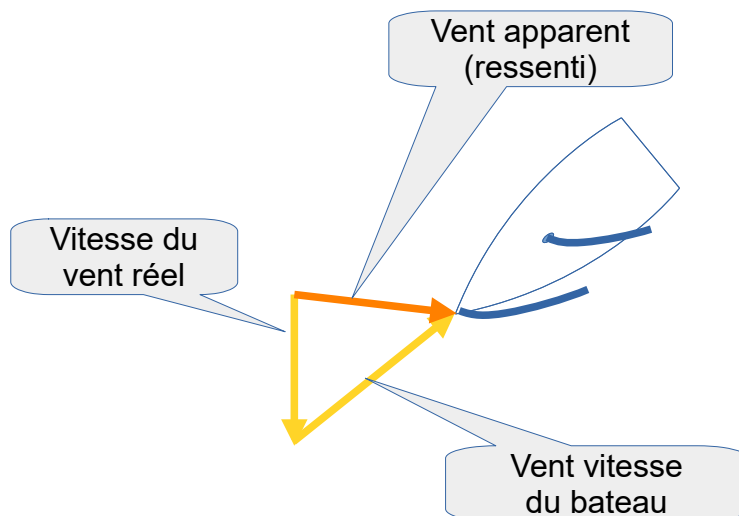 Vent apparent
(ressenti)
Vitesse du
vent réel
Vent vitesse
du bateau